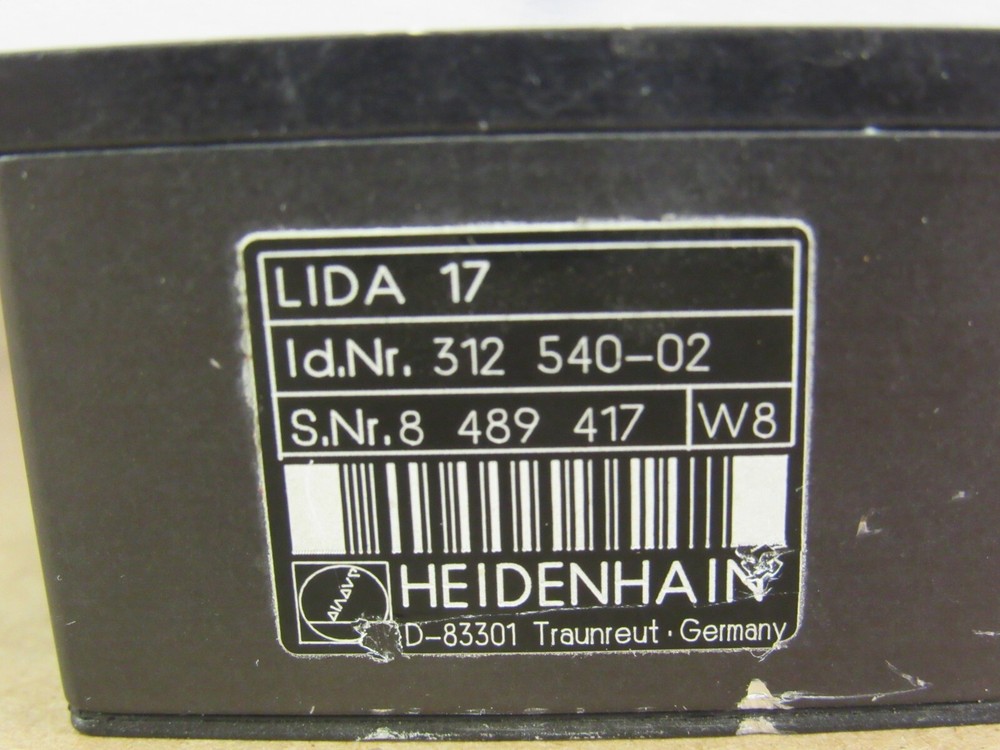 LIDA 17
Id.Nr. 312 540-02
S.Nr. 8 489 417 W8
HEIDENHAIN
D-83301 Traunreut · Germany